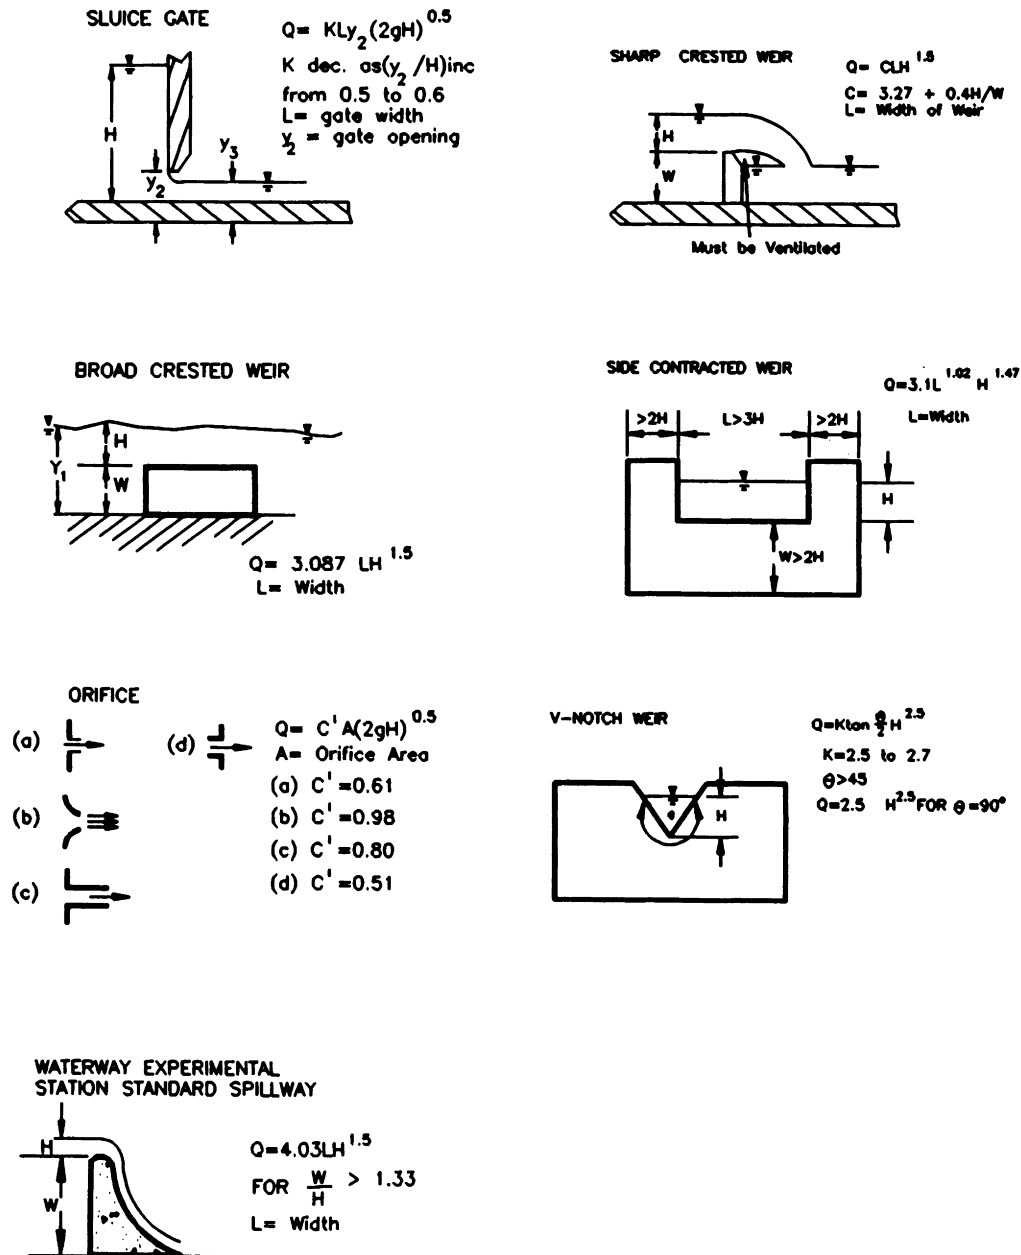 SLUICE GATE
Q= KLy₂(2gH)^0.5
K dec. as(y₂/H)inc
from 0.5 to 0.6
L= gate width
y₂ = gate opening
H
y₃
y₂
SHARP CRESTED WEIR
Q= CLH^1.5
C= 3.27 + 0.4H/W
L= Width of Weir
H
W
Must be Ventilated
BROAD CRESTED WEIR
H
Y₁
W
Q= 3.087 LH^1.5
L= Width
SIDE CONTRACTED WEIR
Q=3.1L^1.02 H^1.47
L=Width
>2H
L>3H
>2H
H
W>2H
ORIFICE
(a)
(d)
(b)
(c)
Q= C'A(2gH)^0.5
A= Orifice Area
(a) C'=0.61
(b) C'=0.98
(c) C'=0.80
(d) C'=0.51
V-NOTCH WEIR
Q=Ktan θ/2 H^2.5
K=2.5 to 2.7
θ>45
Q=2.5 H^2.5 FOR θ=90°
H
WATERWAY EXPERIMENTAL
STATION STANDARD SPILLWAY
H
W
Q=4.03LH^1.5
FOR W/H > 1.33
L= Width